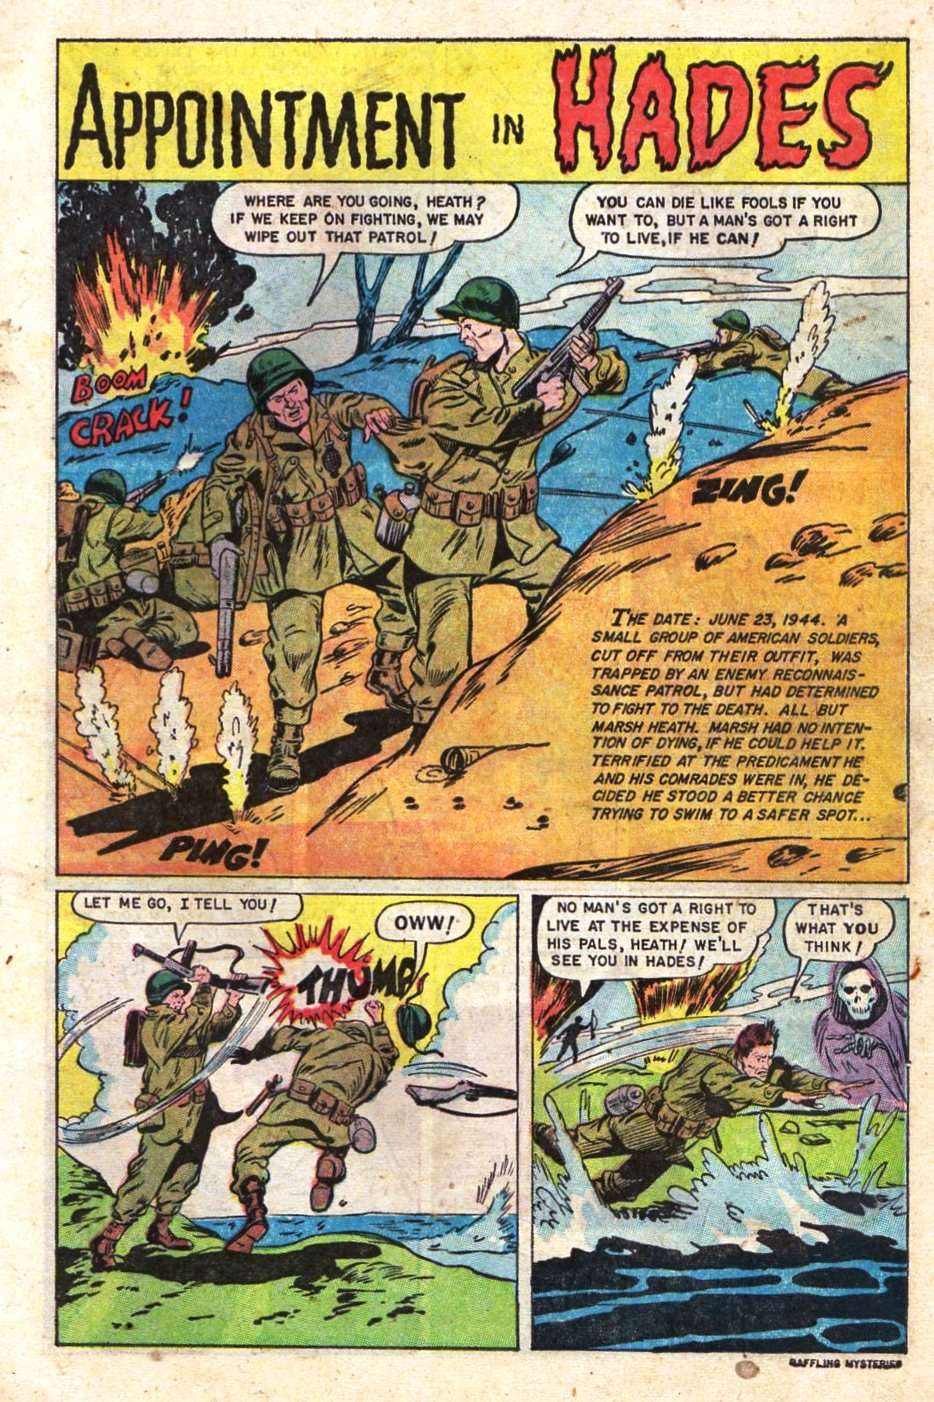 APPOINTMENT IN HADES
WHERE ARE YOU GOING, HEATH?
IF WE KEEP ON FIGHTING, WE MAY
WIPE OUT THAT PATROL!
YOU CAN DIE LIKE FOOLS IF YOU
WANT TO, BUT A MAN'S GOT A RIGHT
TO LIVE, IF HE CAN!
BOOM
CRACK!
ZING!
PING!
THE DATE: JUNE 23, 1944. A
SMALL GROUP OF AMERICAN SOLDIERS,
CUT OFF FROM THEIR OUTFIT, WAS
TRAPPED BY AN ENEMY RECONNAIS-
SANCE PATROL, BUT HAD DETERMINED
TO FIGHT TO THE DEATH. ALL BUT
MARSH HEATH. MARSH HAD NO INTEN-
TION OF DYING, IF HE COULD HELP IT.
TERRIFIED AT THE PREDICAMENT HE
AND HIS COMRADES WERE IN, HE DE-
CIDED HE STOOD A BETTER CHANCE
TRYING TO SWIM TO A SAFER SPOT...
LET ME GO, I TELL YOU!
THUMP
OWW!
NO MAN'S GOT A RIGHT TO
LIVE AT THE EXPENSE OF
HIS PALS, HEATH! WE'LL
SEE YOU IN HADES!
THAT'S
WHAT YOU
THINK!
BAFFLING MYSTERIES